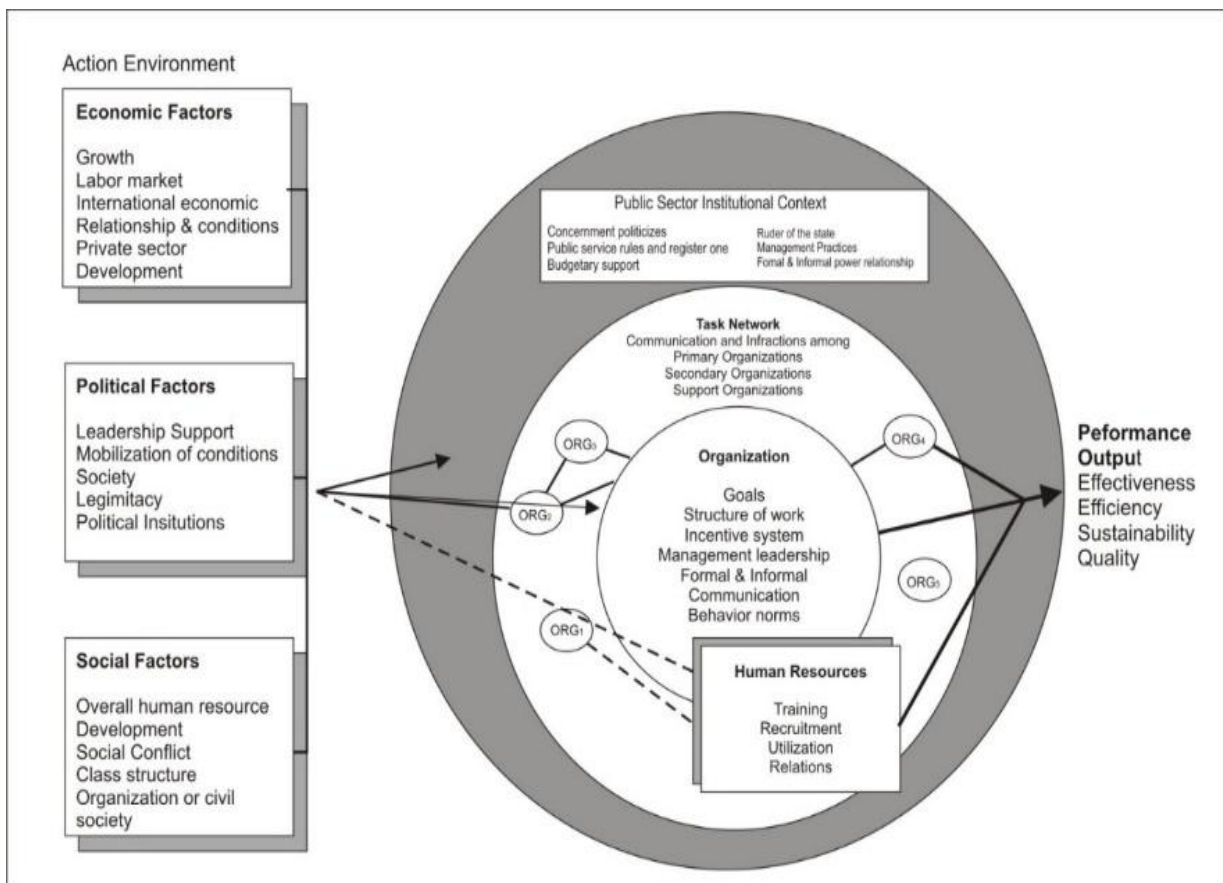 Action Environment
Economic Factors
Growth
Labor market
International economic
Relationship & conditions
Private sector
Development
Political Factors
Leadership Support
Mobilization of conditions
Society
Legimitacy
Political Insitutions
Social Factors
Overall human resource
Development
Social Conflict
Class structure
Organization or civil
society
Public Sector Institutional Context
Concernment politicizes
Public service rules and register one
Budgetary support
Ruder of the state
Management Practices
Fomal & Informal power relationship
Task Network
Communication and Infractions among
Primary Organizations
Secondary Organizations
Support Organizations
ORG₃
ORG₂
ORG₁
ORG₄
ORG₅
Organization
Goals
Structure of work
Incentive system
Management leadership
Formal & Informal
Communication
Behavior norms
Human Resources
Training
Recruitment
Utilization
Relations
Peformance
Output
Effectiveness
Efficiency
Sustainability
Quality